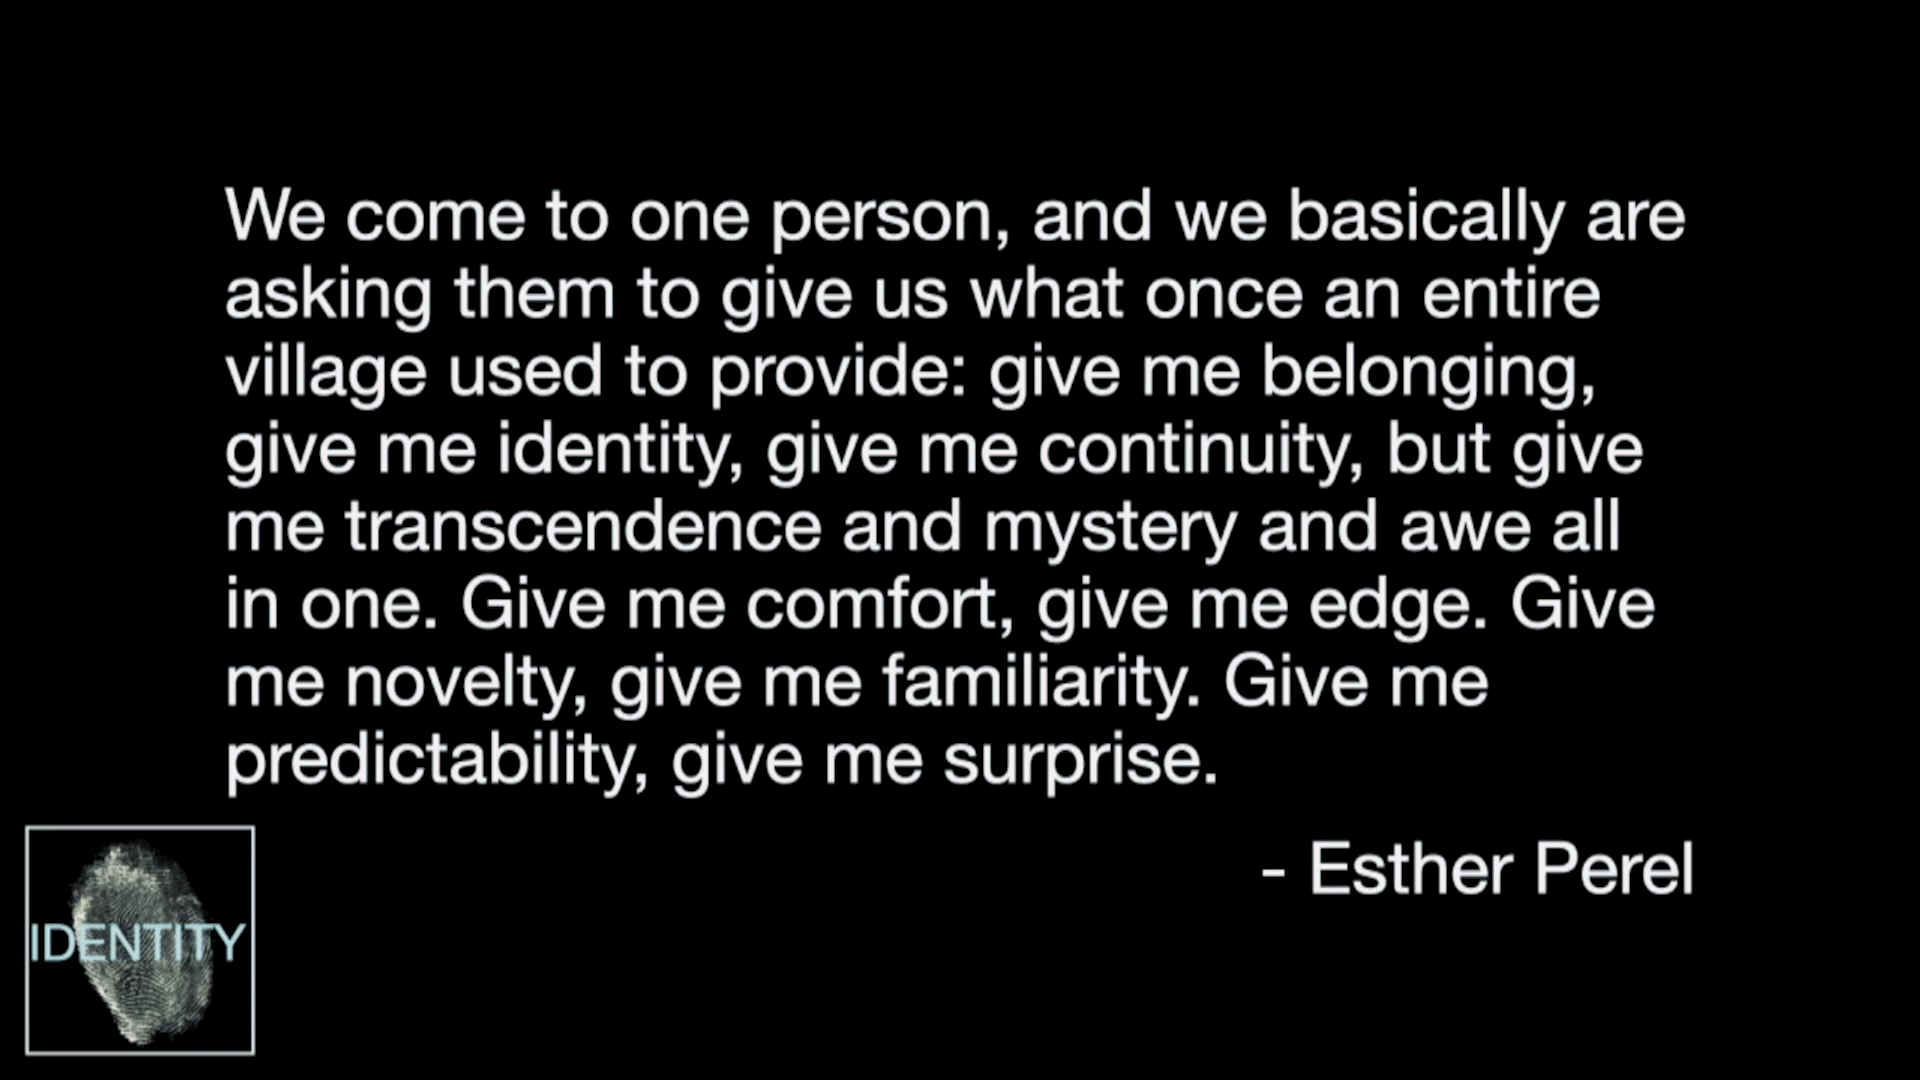 We come to one person, and we basically are
asking them to give us what once an entire
village used to provide: give me belonging,
give me identity, give me continuity, but give
me transcendence and mystery and awe all
in one. Give me comfort, give me edge. Give
me novelty, give me familiarity. Give me
predictability, give me surprise.
- Esther Perel
IDENTITY